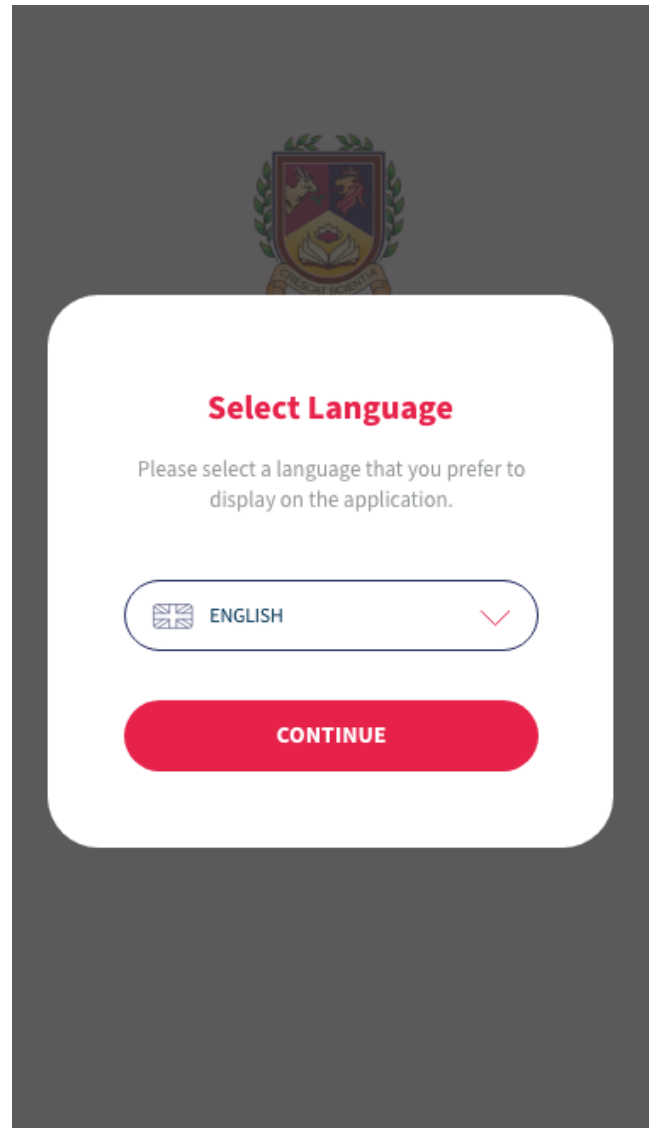 CRESCAT SCIENTIA
Select Language
Please select a language that you prefer to
display on the application.
ENGLISH
CONTINUE